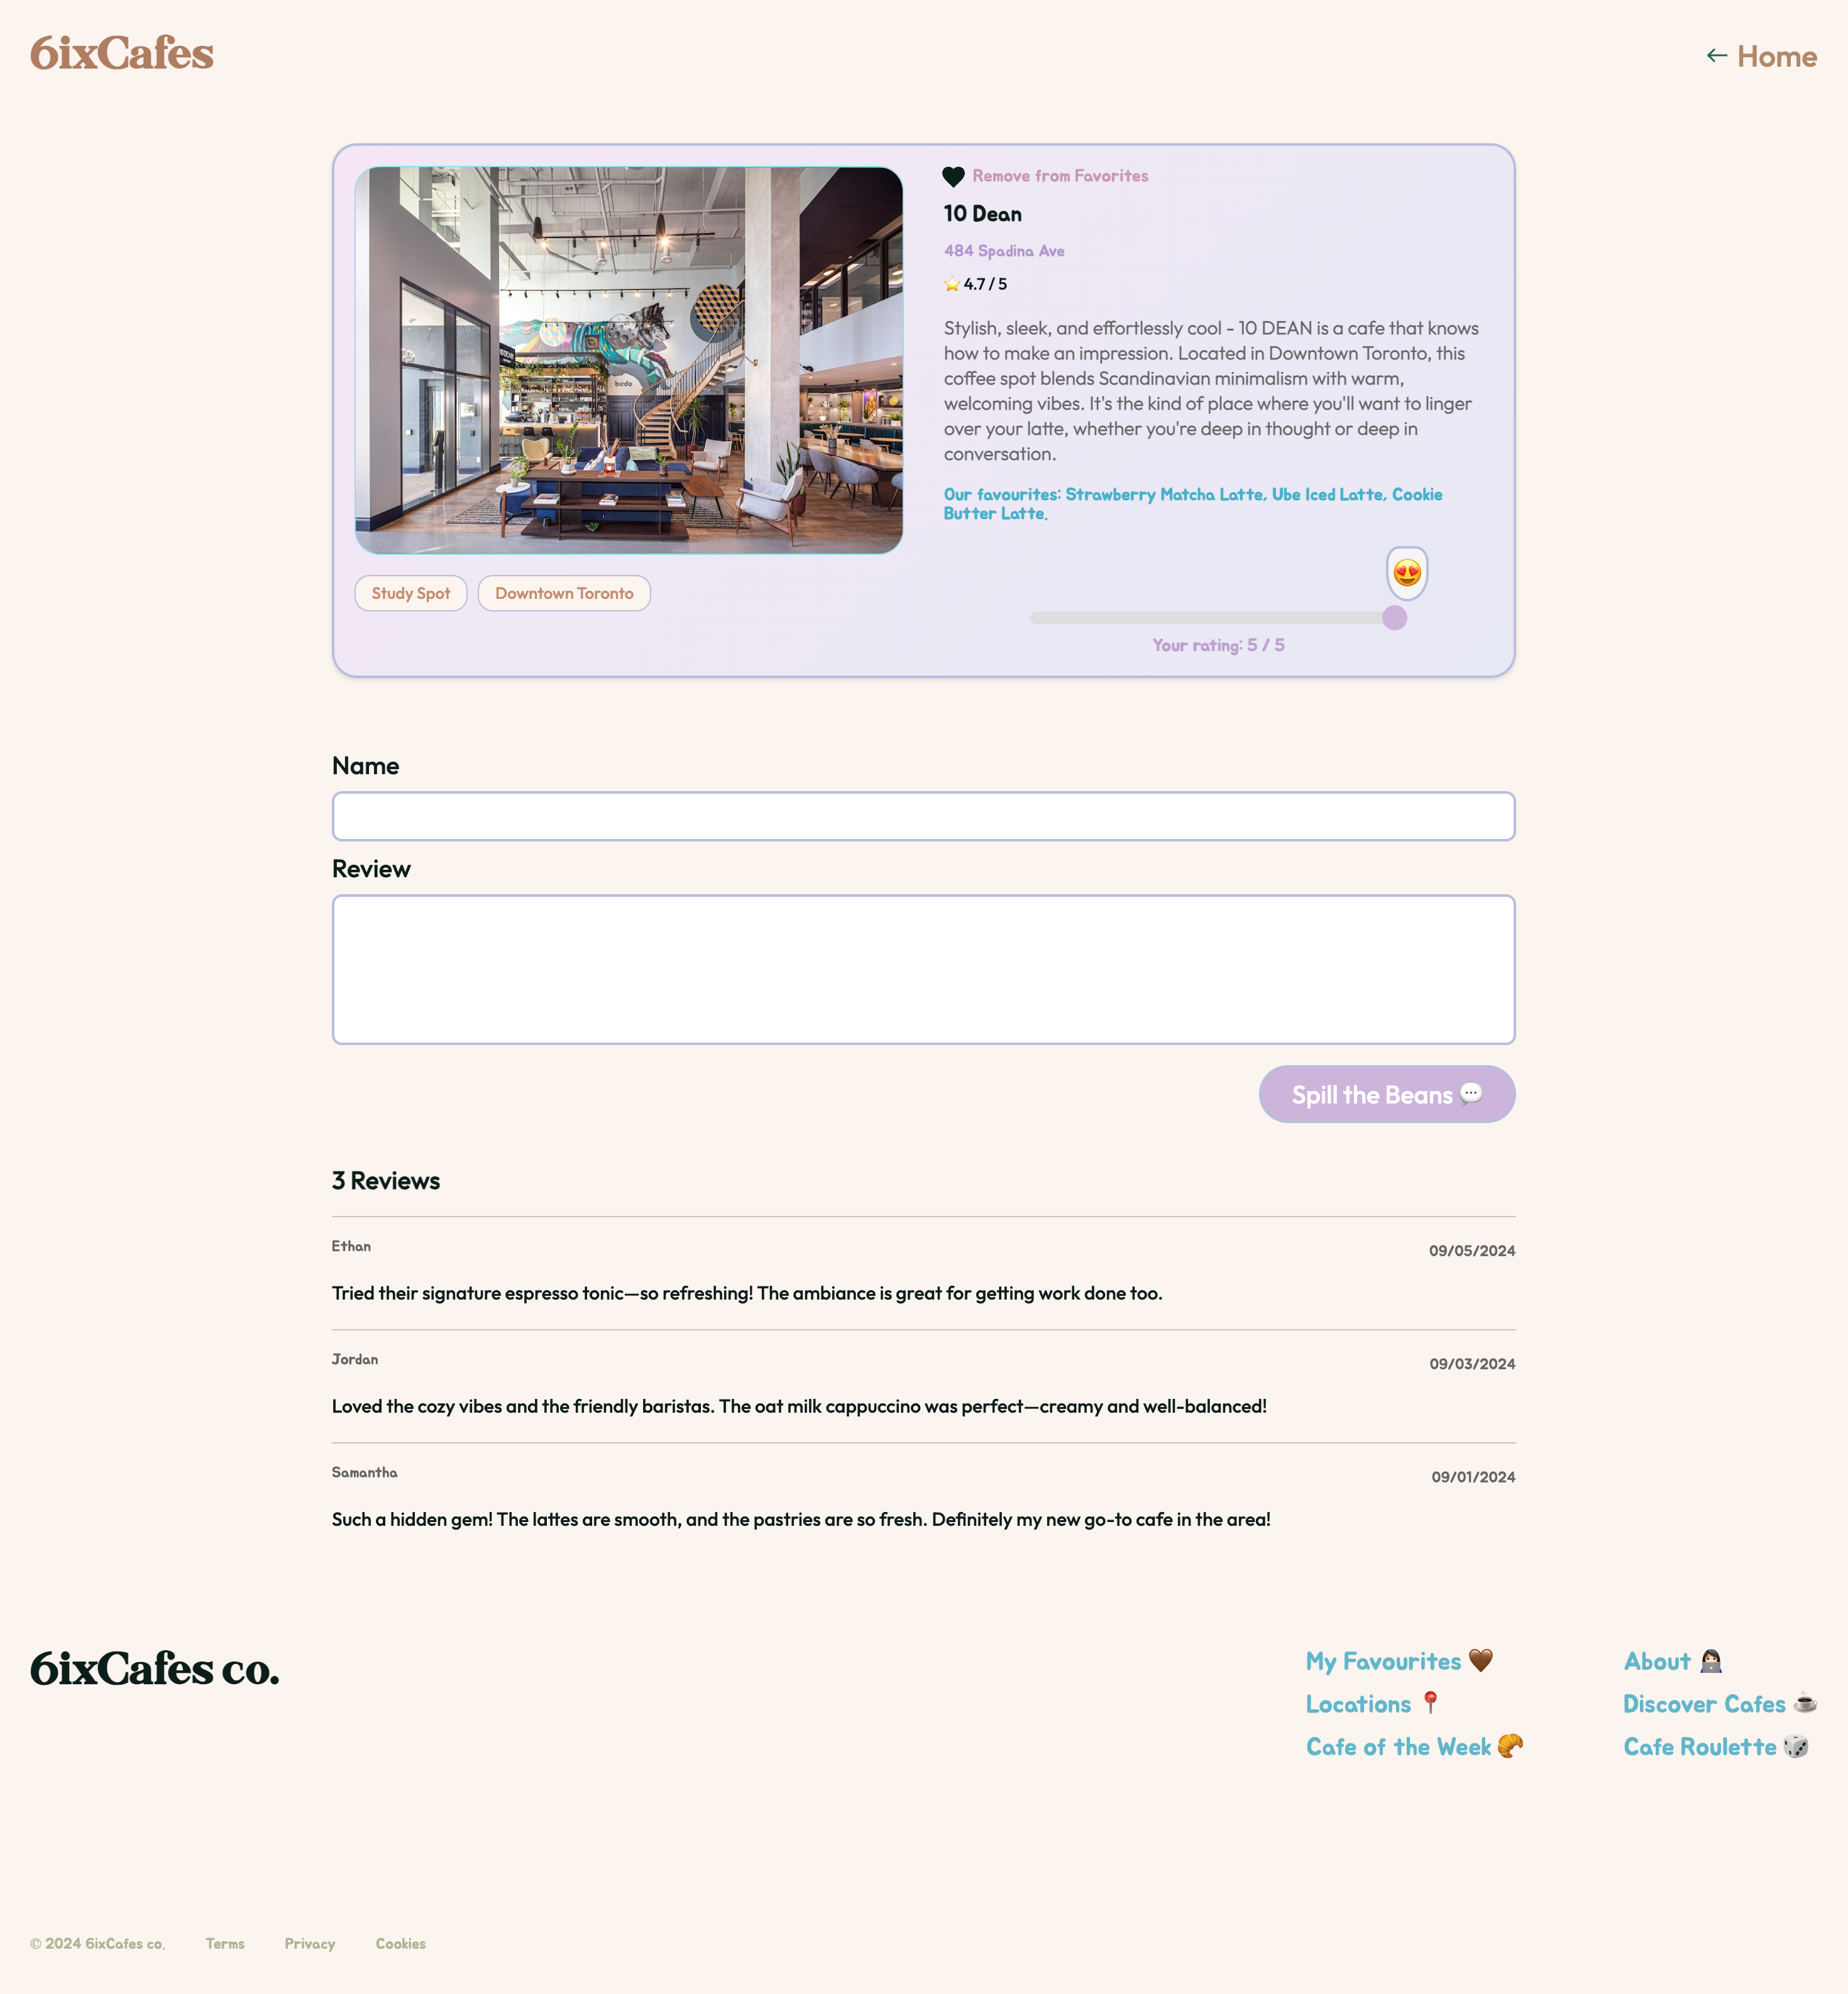 6ixCafes
← Home
Remove from Favorites
10 Dean
484 Spadina Ave
⭐ 4.7 / 5
Stylish, sleek, and effortlessly cool - 10 DEAN is a cafe that knows
how to make an impression. Located in Downtown Toronto, this
coffee spot blends Scandinavian minimalism with warm,
welcoming vibes. It's the kind of place where you'll want to linger
over your latte, whether you're deep in thought or deep in
conversation.
Our favourites: Strawberry Matcha Latte, Ube Iced Latte, Cookie
Butter Latte.
birdo
Study Spot
Downtown Toronto
😍
Your rating: 5 / 5
Name
Review
Spill the Beans 💬
3 Reviews
Ethan
09/05/2024
Tried their signature espresso tonic—so refreshing! The ambiance is great for getting work done too.
Jordan
09/03/2024
Loved the cozy vibes and the friendly baristas. The oat milk cappuccino was perfect—creamy and well-balanced!
Samantha
09/01/2024
Such a hidden gem! The lattes are smooth, and the pastries are so fresh. Definitely my new go-to cafe in the area!
6ixCafes co.
My Favourites 🤎
Locations 📍
Cafe of the Week 🥐
About 👩🏻‍💻
Discover Cafes ☕
Cafe Roulette 🎲
© 2024 6ixCafes co.
Terms
Privacy
Cookies